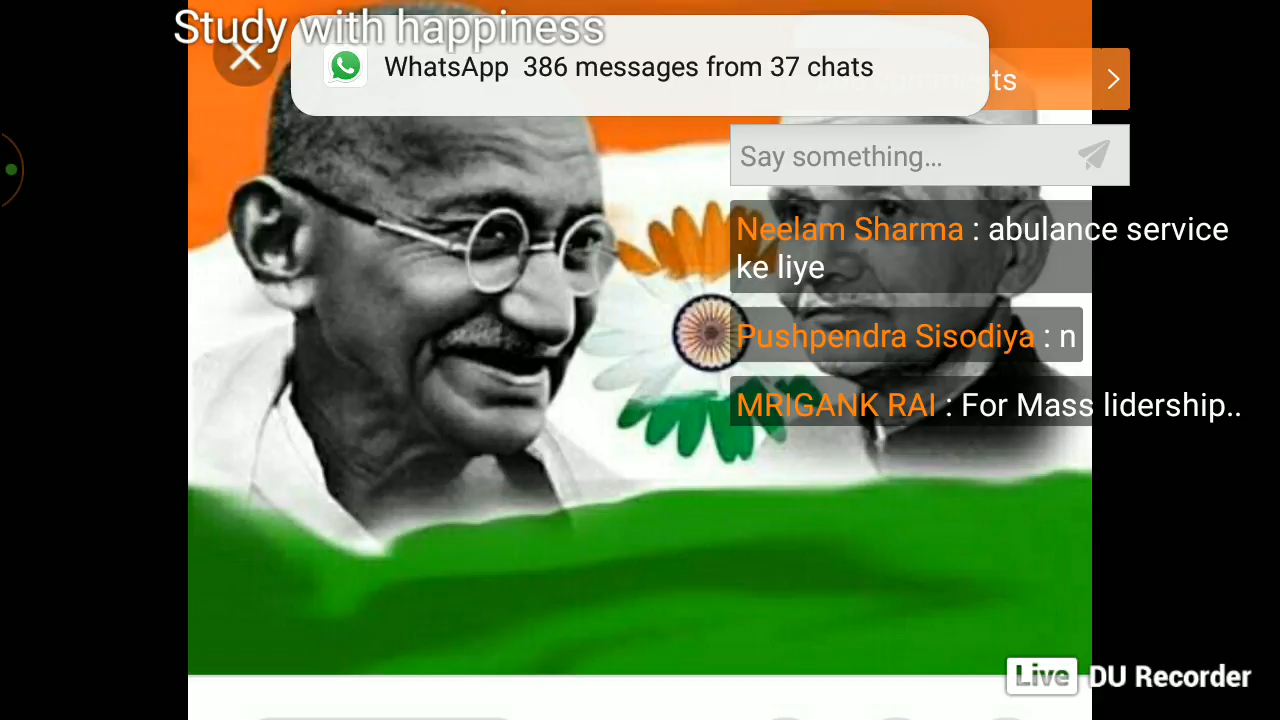 Study with happiness
WhatsApp 386 messages from 37 chats
Say something...
Neelam Sharma : abulance service
ke liye
Pushpendra Sisodiya : n
MRIGANK RAI : For Mass lidership..
Live DU Recorder